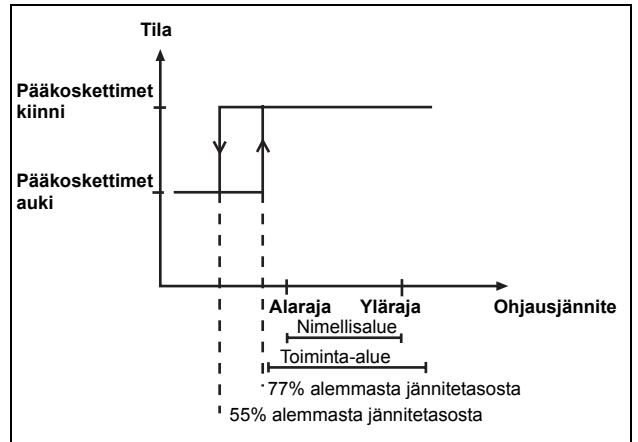 Tila
Pääkoskettimet
kiinni
Pääkoskettimet
auki
Alaraja Yläraja Ohjausjännite
Nimellisalue
Toiminta-alue
77% alemmasta jännitetasosta
55% alemmasta jännitetasosta